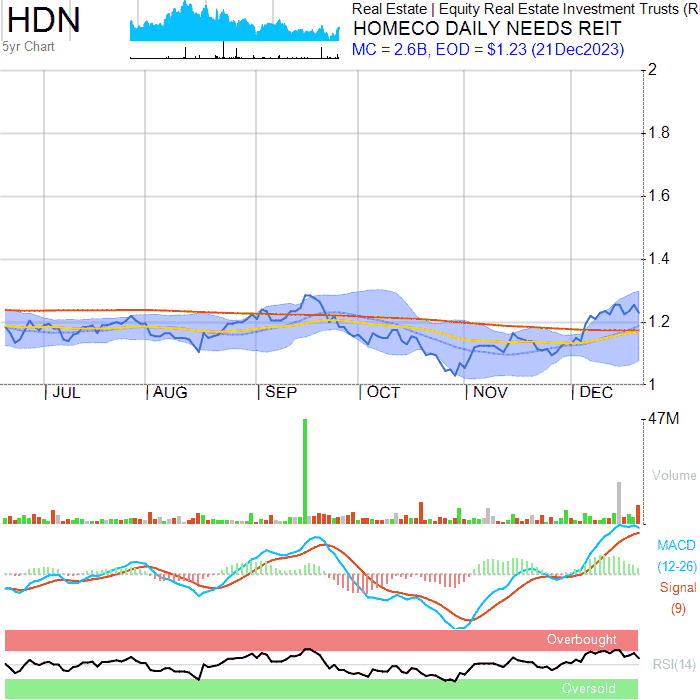 HDN
5yr Chart
Real Estate | Equity Real Estate Investment Trusts (R
HOMECO DAILY NEEDS REIT
MC = 2.6B, EOD = $1.23 (21Dec2023)
2
1.8
1.6
1.4
1.2
1
JUL AUG SEP OCT NOV DEC
47M
Volume
MACD
(12-26)
Signal
(9)
Overbought
RSI(14)
Oversold